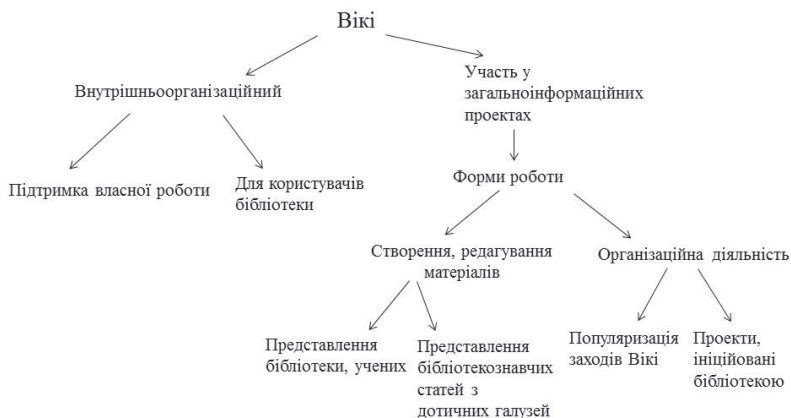 Вікі
Внутрішньоорганізаційний
Участь у
загальноінформаційних
проектах
Підтримка власної роботи
Для користувачів
бібліотеки
Форми роботи
Створення, редагування
матеріалів
Організаційна діяльність
Представлення
бібліотеки, учених
Представлення
бібліотекознавчих
статей з
дотичних галузей
Популяризація
заходів Вікі
Проекти,
ініційовані
бібліотекою